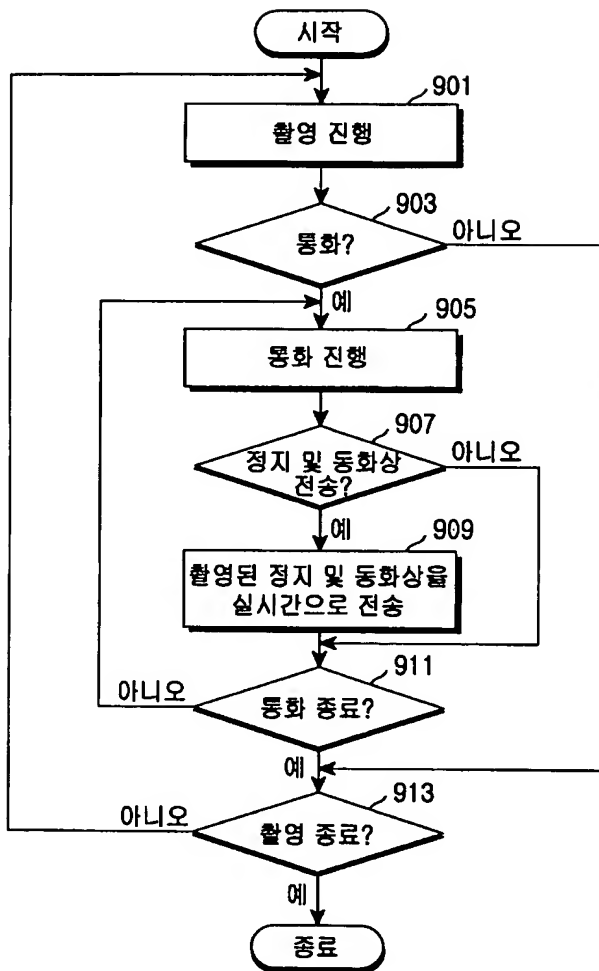 시작
901
촬영 진행
903
통화?
아니오
예
905
통화 진행
907
정지 및 동화상
전송?
아니오
예
909
촬영된 정지 및 동화상을
실시간으로 전송
911
아니오
통화 종료?
예
913
아니오
촬영 종료?
예
종료